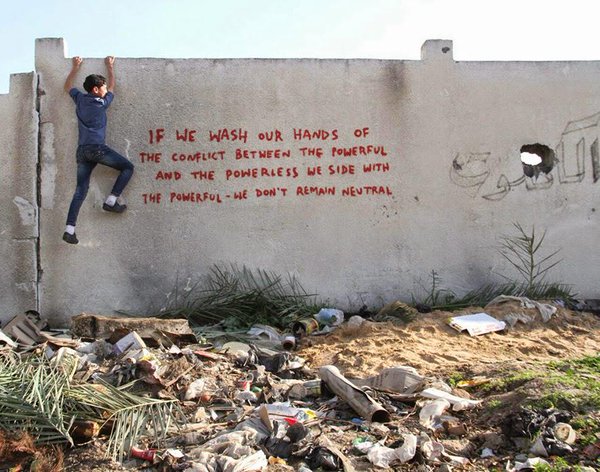 IF WE WASH OUR HANDS OF
THE CONFLICT BETWEEN THE POWERFUL
AND THE POWERLESS WE SIDE WITH
THE POWERFUL - WE DON'T REMAIN NEUTRAL